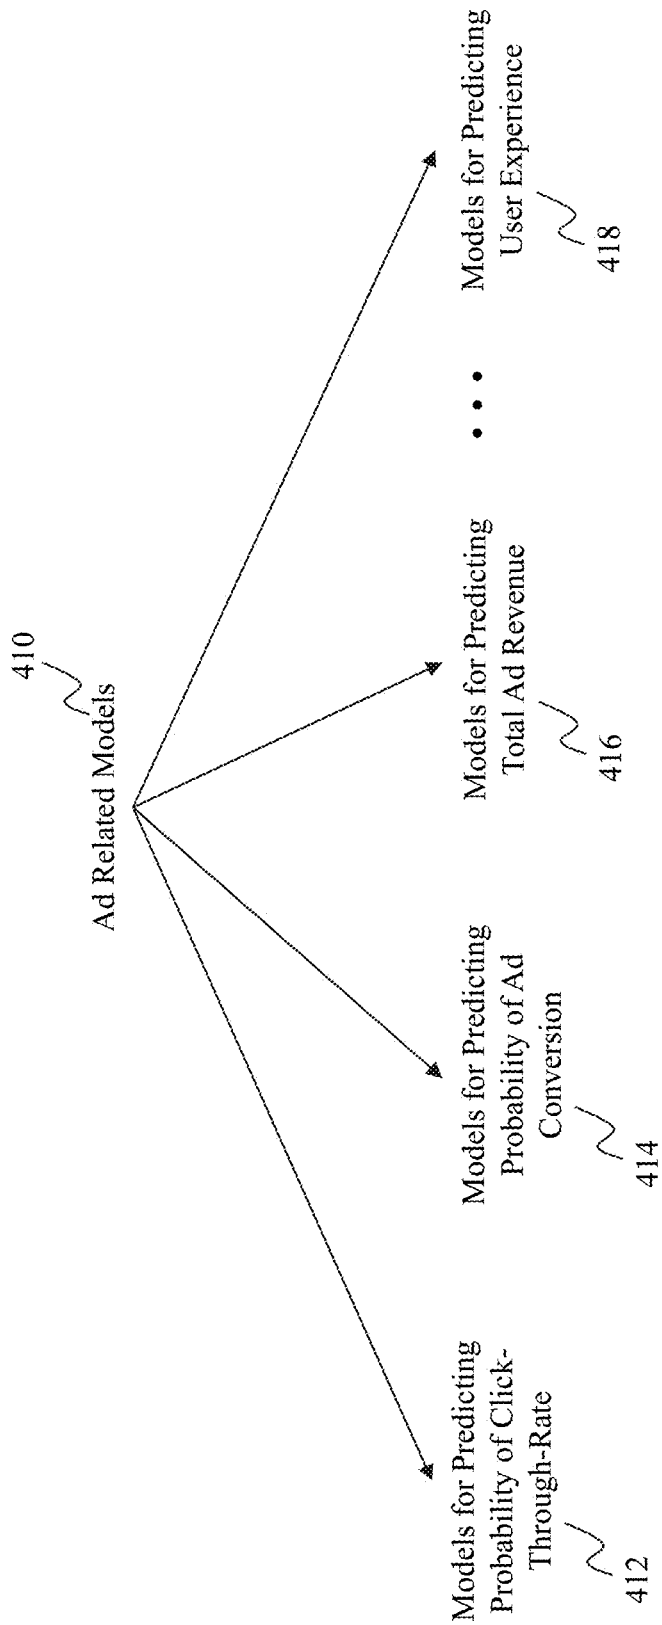 410
Ad Related Models
Models for Predicting
Probability of Click-
Through-Rate
412
Models for Predicting
Probability of Ad
Conversion
414
Models for Predicting
Total Ad Revenue
416
• • •
Models for Predicting
User Experience
418